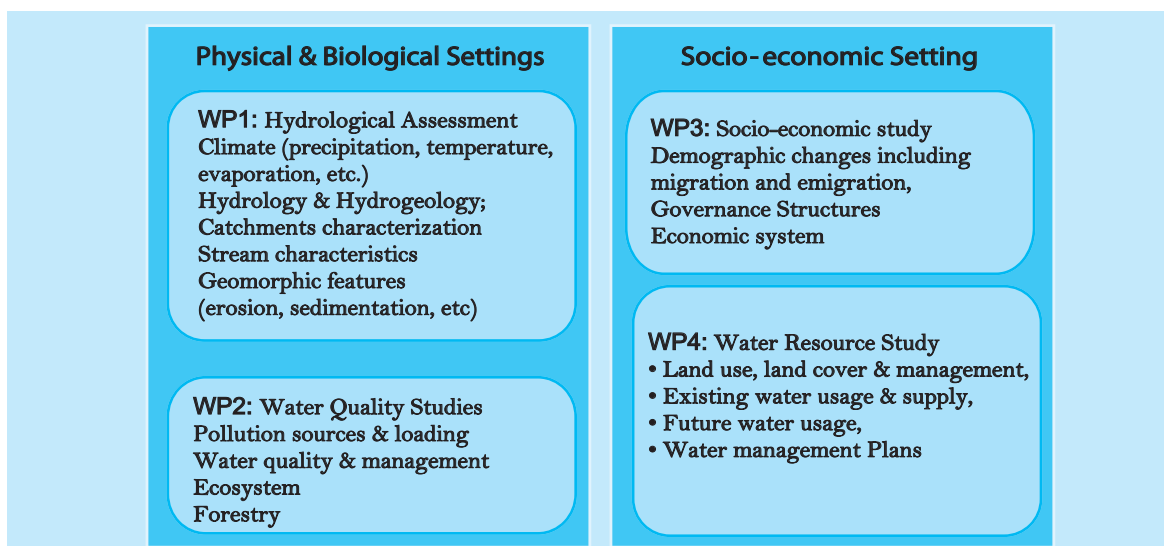 Physical & Biological Settings
WP1: Hydrological Assessment
Climate (precipitation, temperature,
evaporation, etc.)
Hydrology & Hydrogeology;
Catchments characterization
Stream characteristics
Geomorphic features
(erosion, sedimentation, etc)
WP2: Water Quality Studies
Pollution sources & loading
Water quality & management
Ecosystem
Forestry
Socio-economic Setting
WP3: Socio-economic study
Demographic changes including
migration and emigration,
Governance Structures
Economic system
WP4: Water Resource Study
• Land use, land cover & management,
• Existing water usage & supply,
• Future water usage,
• Water management Plans